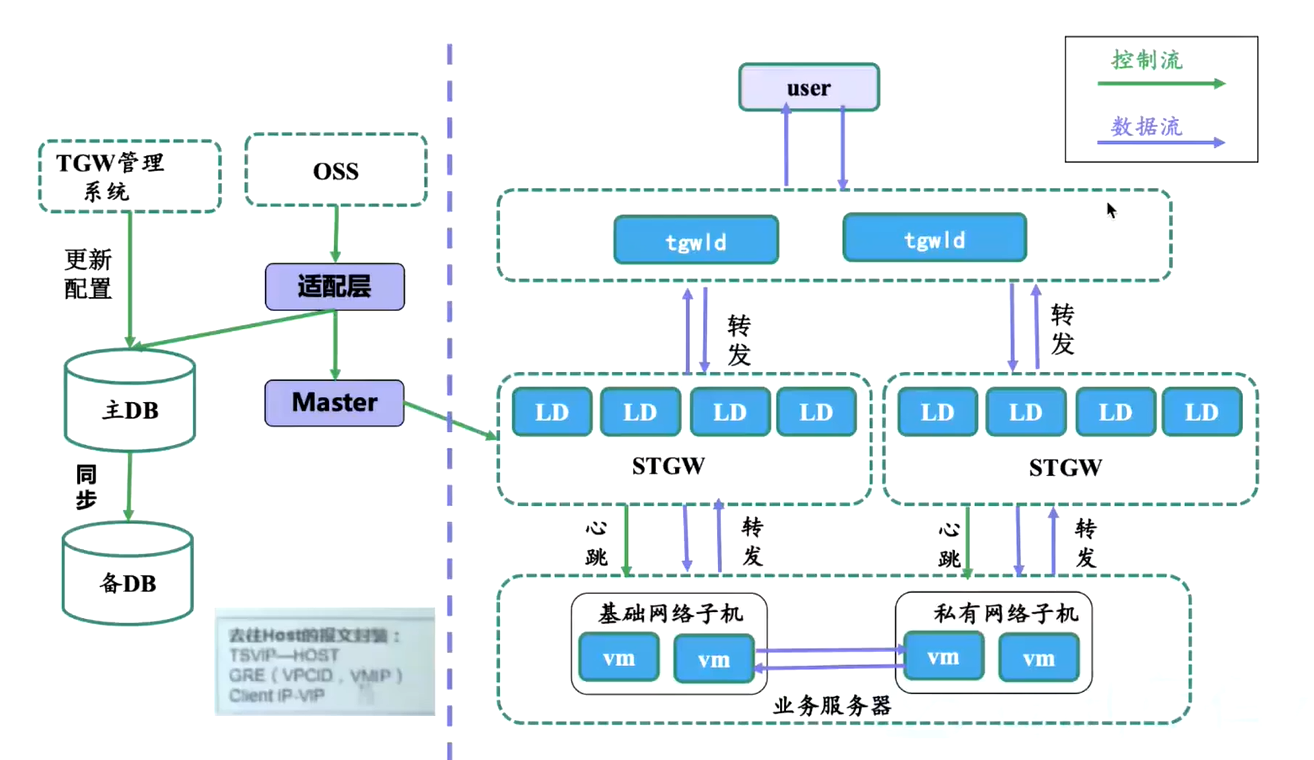 user
控制流
数据流
TGW管理
系统
OSS
tgwld
tgwld
更新
配置
适配层
转
发
转
发
主DB
Master
LD
LD
LD
LD
STGW
LD
LD
LD
LD
STGW
同
步
心
跳
转
发
心
跳
转
发
备DB
去往Host的报文封装：
TSVIP—HOST
GRE（VPCID，VMIP）
Client IP-VIP
基础网络子机
vm
vm
私有网络子机
vm
vm
业务服务器